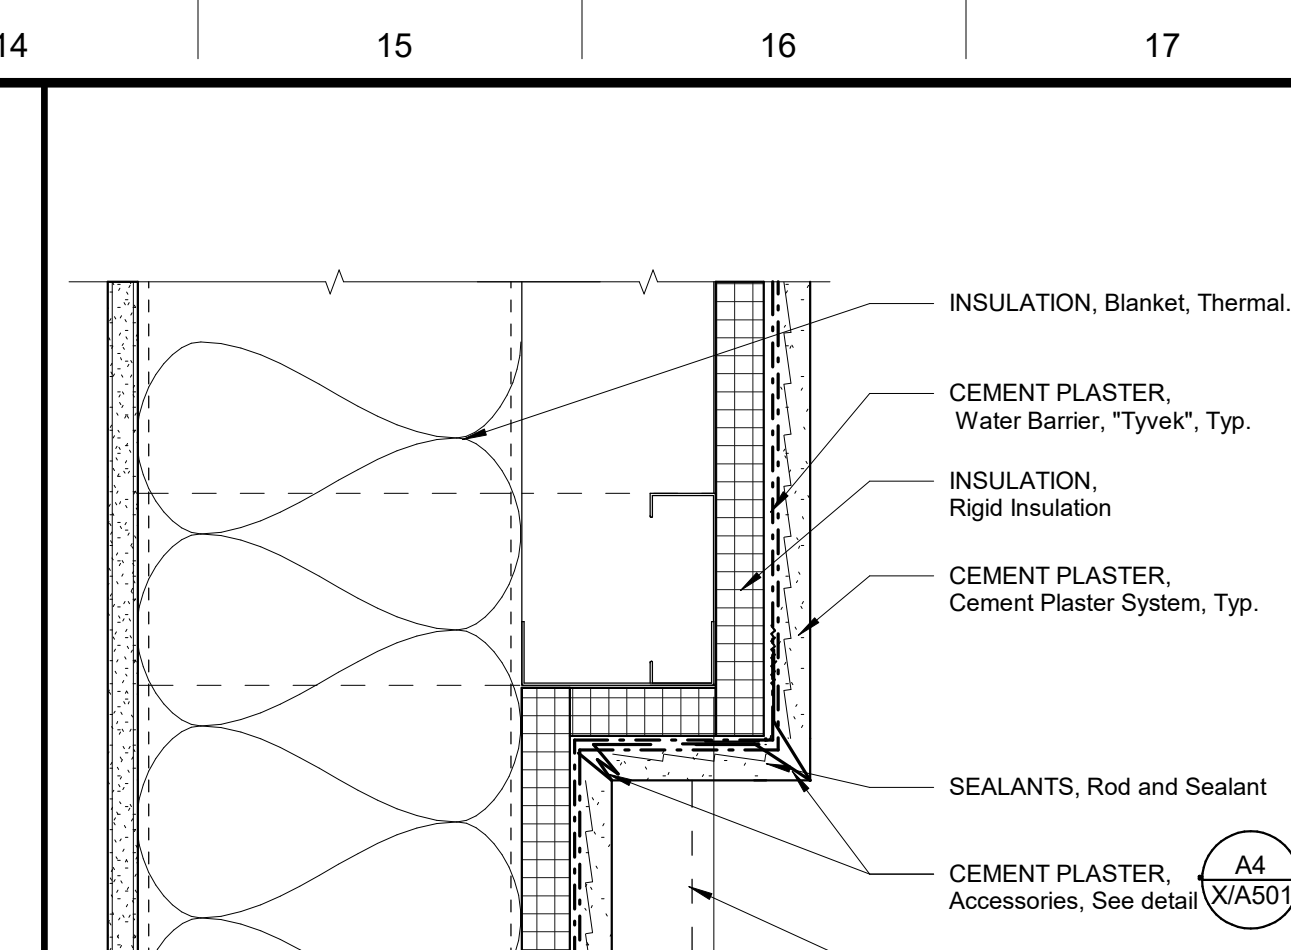 14
15
16
17
INSULATION, Blanket, Thermal.
CEMENT PLASTER,
Water Barrier, "Tyvek", Typ.
INSULATION,
Rigid Insulation
CEMENT PLASTER,
Cement Plaster System, Typ.
SEALANTS, Rod and Sealant
CEMENT PLASTER,
Accessories, See detail
A4
X/A501